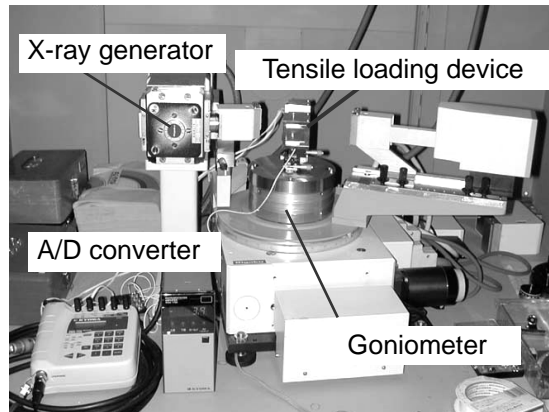 X-ray generator
Tensile loading device
A/D converter
Goniometer